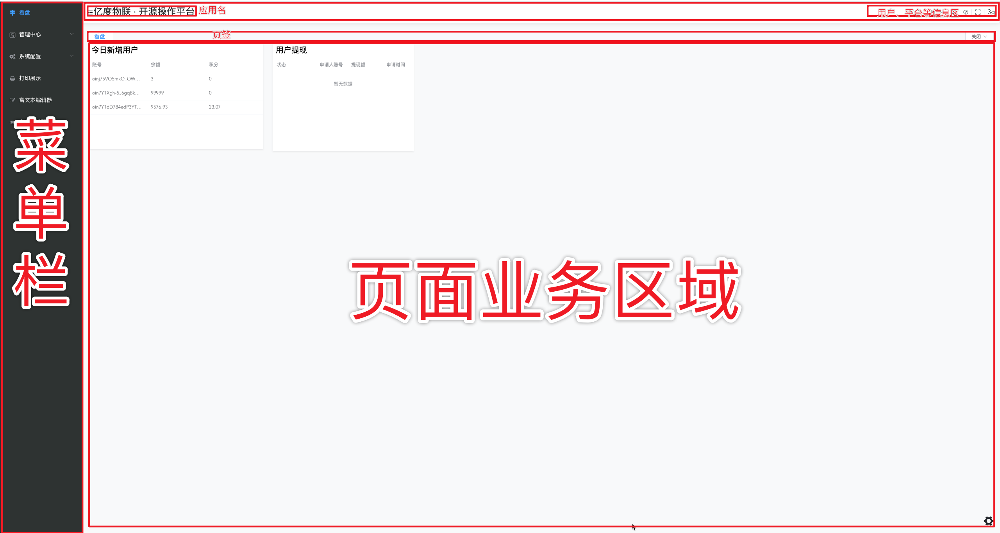 看盘
管理中心
系统配置
打印展示
富文本编辑器
菜
单
栏
亿度物联 · 开源操作平台
应用名
用户、平台等信息区
3g
看盘
页签
关闭
今日新增用户
账号 余额 积分
oinj75VO5mkO_OW... 3 0
oin7Y1Xgh-5J6gqBk... 99999 0
oin7Y1dD784edP3YT... 9576.93 23.07
用户提现
状态 申请人账号 提现额 申请时间
暂无数据
页面业务区域